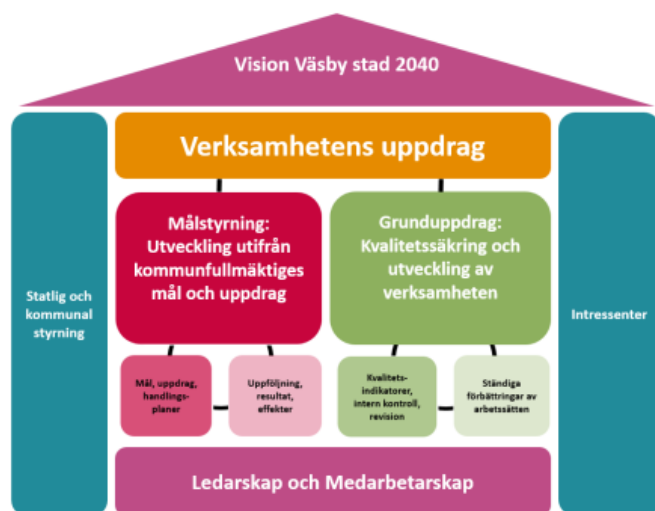 Vision Väsby stad 2040
Verksamhetens uppdrag
Statlig och
kommunal
styrning
Målstyrning:
Utveckling utifrån
kommunfullmäktiges
mål och uppdrag
Grunduppdrag:
Kvalitetssäkring och
utveckling av
verksamheten
Intressenter
Mål, uppdrag,
handlings-
planer
Uppföljning,
resultat,
effekter
Kvalitets-
indikatorer,
intern kontroll,
revision
Ständiga
förbättringar av
arbetssätten
Ledarskap och Medarbetarskap